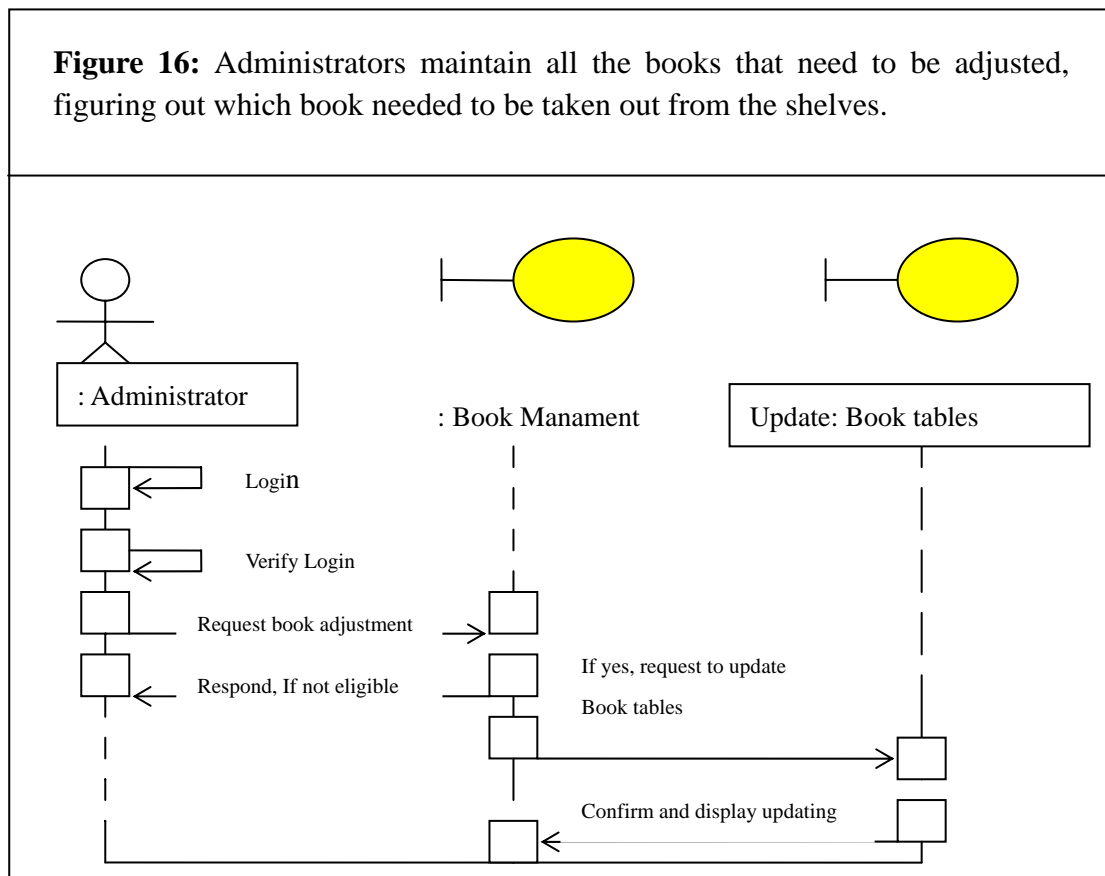 Figure 16: Administrators maintain all the books that need to be adjusted,
figuring out which book needed to be taken out from the shelves.
: Administrator
: Book Manament
Update: Book tables
Login
Verify Login
Request book adjustment
Respond, If not eligible
If yes, request to update
Book tables
Confirm and display updating